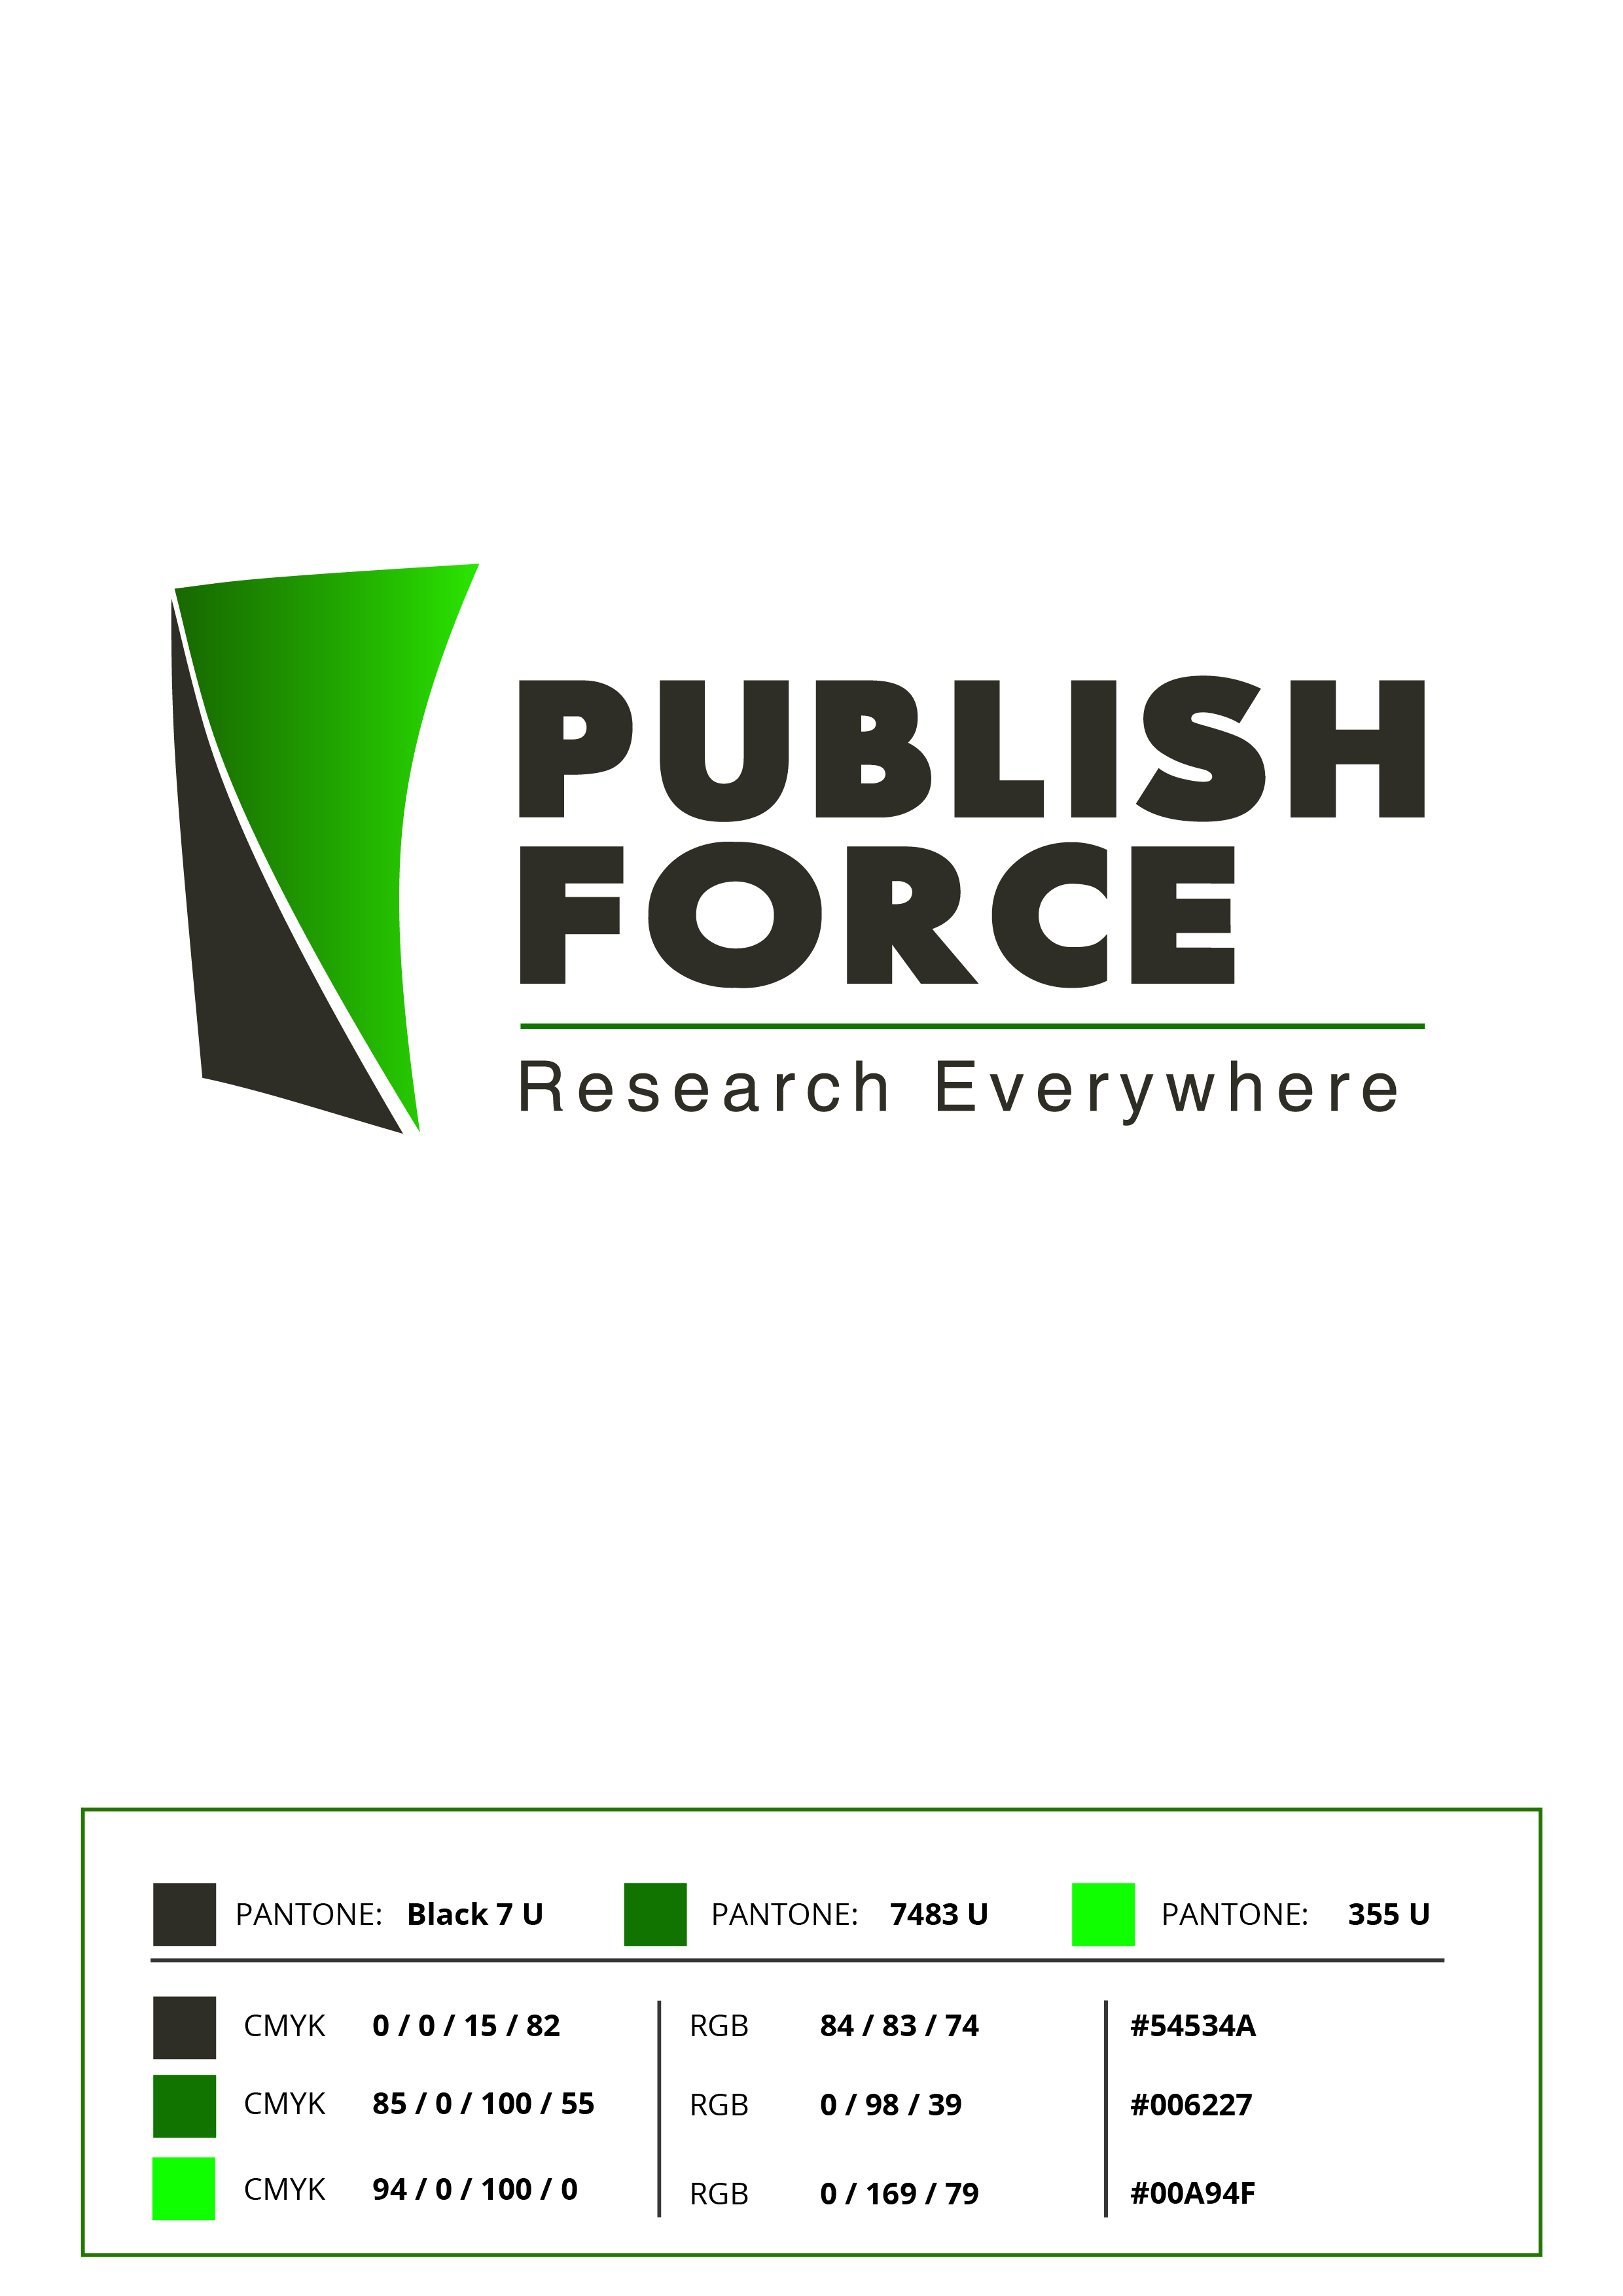 PUBLISH
FORCE
Research Everywhere
PANTONE: Black 7 U PANTONE: 7483 U PANTONE: 355 U
CMYK 0 / 0 / 15 / 82 RGB 84 / 83 / 74 #54534A
CMYK 85 / 0 / 100 / 55 RGB 0 / 98 / 39 #006227
CMYK 94 / 0 / 100 / 0 RGB 0 / 169 / 79 #00A94F